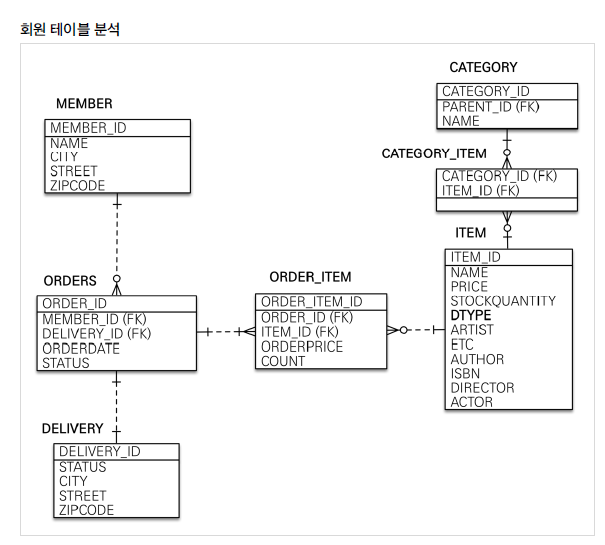 회원 테이블 분석
CATEGORY
CATEGORY_ID
PARENT_ID (FK)
NAME
MEMBER
MEMBER_ID
NAME
CITY
STREET
ZIPCODE
CATEGORY_ITEM
CATEGORY_ID (FK)
ITEM_ID (FK)
ITEM
ITEM_ID
NAME
PRICE
STOCKQUANTITY
DTYPE
ARTIST
ETC
AUTHOR
ISBN
DIRECTOR
ACTOR
ORDERS
ORDER_ID
MEMBER_ID (FK)
DELIVERY_ID (FK)
ORDERDATE
STATUS
ORDER_ITEM
ORDER_ITEM_ID
ORDER_ID (FK)
ITEM_ID (FK)
ORDERPRICE
COUNT
DELIVERY
DELIVERY_ID
STATUS
CITY
STREET
ZIPCODE